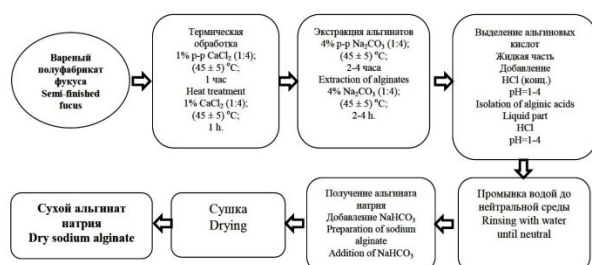 Вареный
полуфабрикат
фукуса
Semi-finished
fucus
Термическая
обработка
1% р-р CaCl₂ (1:4);
(45 ± 5) °C;
1 час
Heat treatment
1% CaCl₂ (1:4);
(45 ± 5) °C;
1 h.
Экстракция альгинатов
4% р-р Na₂CO₃ (1:4);
(45 ± 5) °C;
2-4 часа
Extraction of alginates
4% Na₂CO₃ (1:4);
(45 ± 5) °C;
2-4 h.
Выделение альгиновых
кислот
Жидкая часть
Добавление
HCl (конц.)
pH=1-4
Isolation of alginic acids
Liquid part
HCl
pH=1-4
Промывка водой до
нейтральной среды
Rinsing with water
until neutral
Получение альгината
натрия
Добавление NaHCO₃
Preparation of sodium
alginate
Addition of NaHCO₃
Сушка
Drying
Сухой альгинат
натрия
Dry sodium alginate